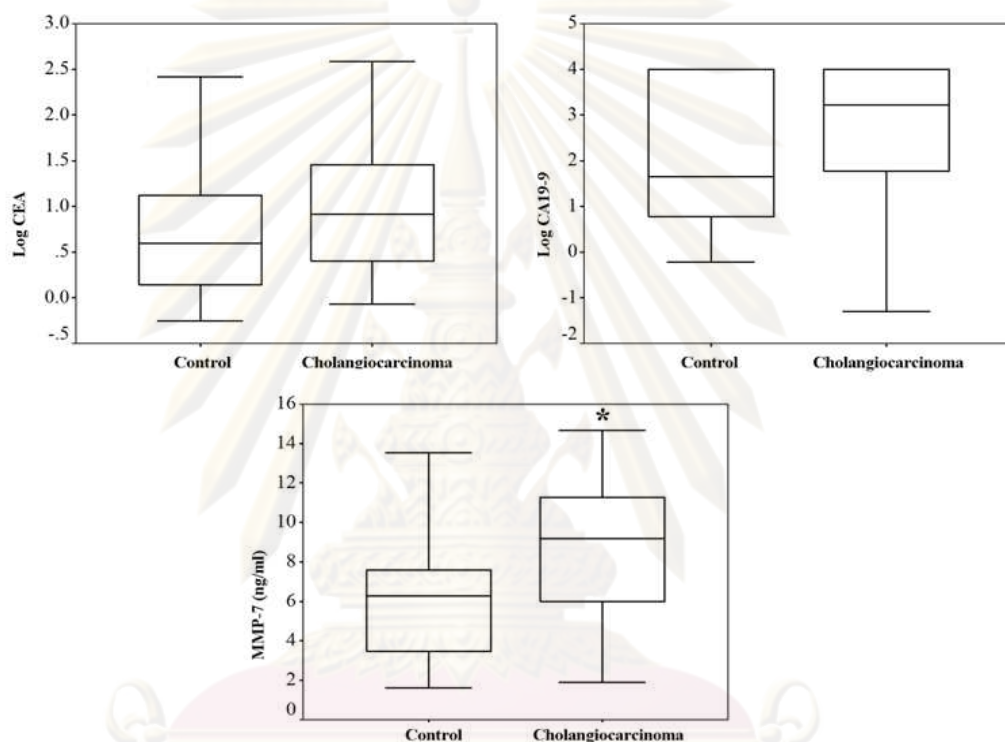 3.0
2.5
2.0
1.5
1.0
.5
0.0
-.5
Log CEA
Control
Cholangiocarcinoma
5
4
3
2
1
0
-1
-2
Log CA19-9
Control
Cholangiocarcinoma
16
14
12
10
8
6
4
2
0
MMP-7 (ng/ml)
*
Control
Cholangiocarcinoma